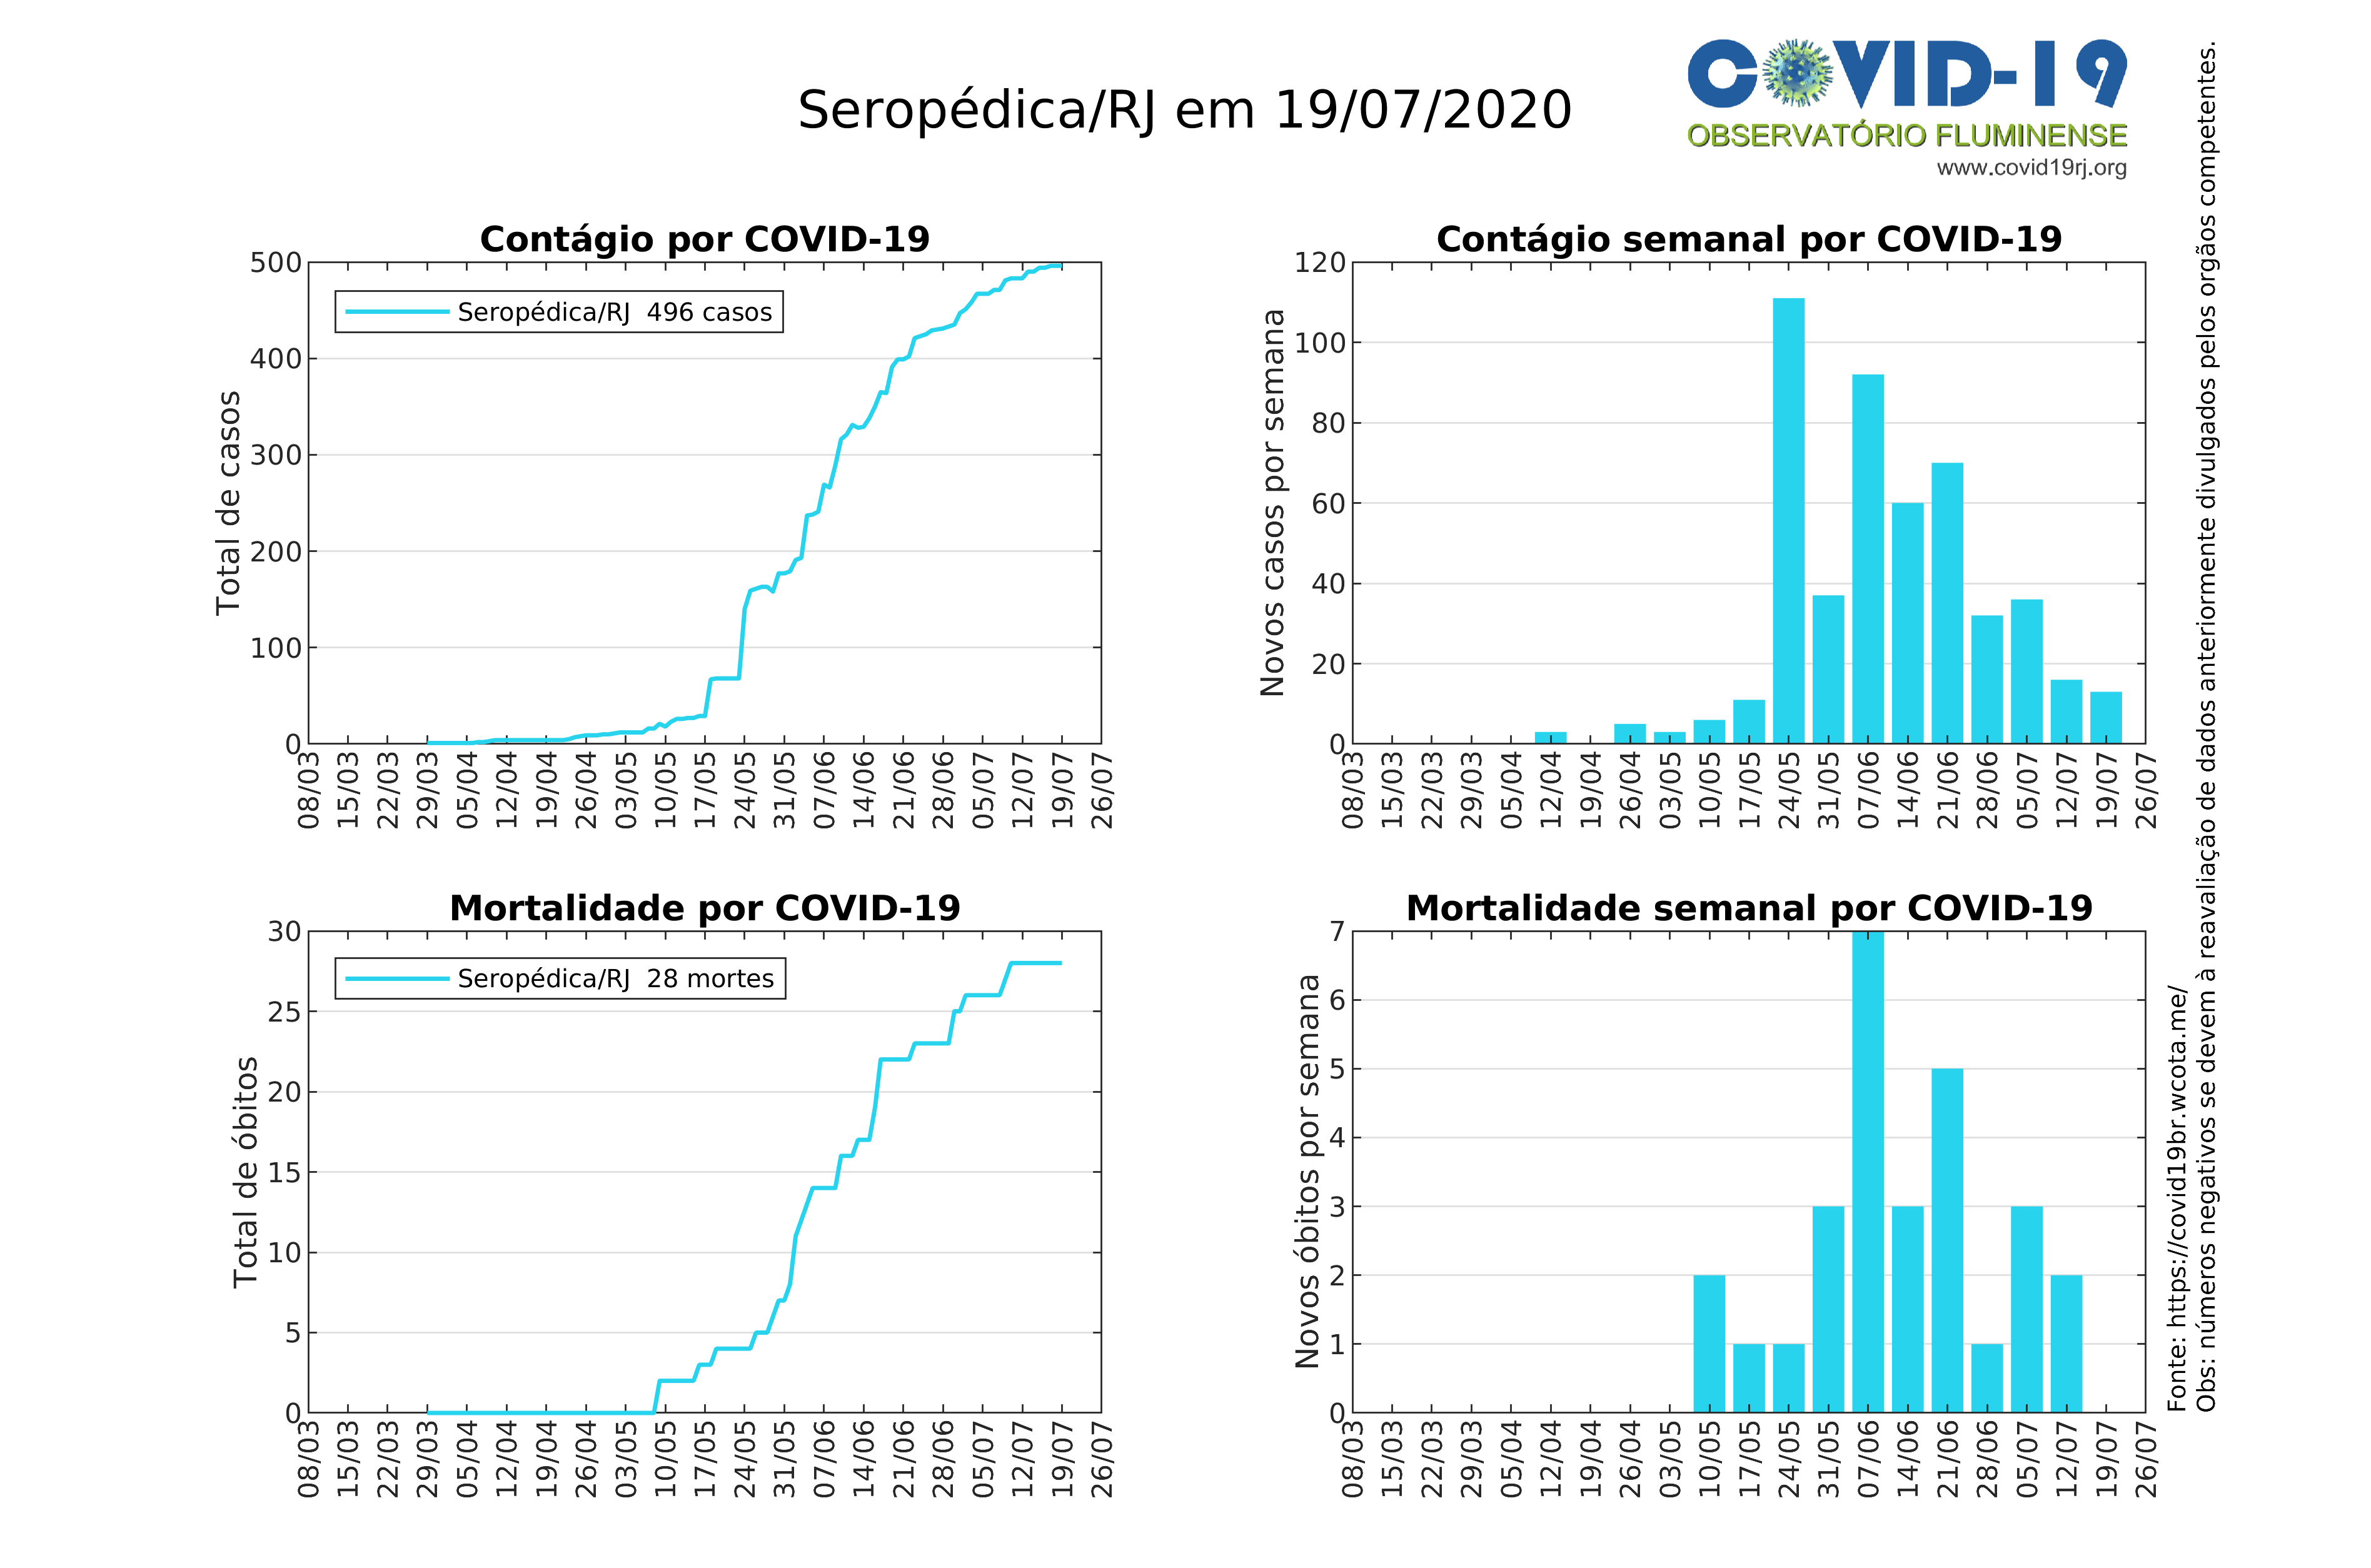 Seropédica/RJ em 19/07/2020
COVID-19
OBSERVATÓRIO FLUMINENSE
www.covid19rj.org
Contágio por COVID-19
Total de casos
500
400
300
200
100
0
Seropédica/RJ 496 casos
08/03 15/03 22/03 29/03 05/04 12/04 19/04 26/04 03/05 10/05 17/05 24/05 31/05 07/06 14/06 21/06 28/06 05/07 12/07 19/07 26/07
Contágio semanal por COVID-19
Novos casos por semana
120
100
80
60
40
20
0
08/03 15/03 22/03 29/03 05/04 12/04 19/04 26/04 03/05 10/05 17/05 24/05 31/05 07/06 14/06 21/06 28/06 05/07 12/07 19/07 26/07
Mortalidade por COVID-19
Total de óbitos
30
25
20
15
10
5
0
Seropédica/RJ 28 mortes
08/03 15/03 22/03 29/03 05/04 12/04 19/04 26/04 03/05 10/05 17/05 24/05 31/05 07/06 14/06 21/06 28/06 05/07 12/07 19/07 26/07
Mortalidade semanal por COVID-19
Novos óbitos por semana
7
6
5
4
3
2
1
0
08/03 15/03 22/03 29/03 05/04 12/04 19/04 26/04 03/05 10/05 17/05 24/05 31/05 07/06 14/06 21/06 28/06 05/07 12/07 19/07 26/07
Fonte: https://covid19br.wcota.me/
Obs: números negativos se devem à reavaliação de dados anteriormente divulgados pelos orgãos competentes.